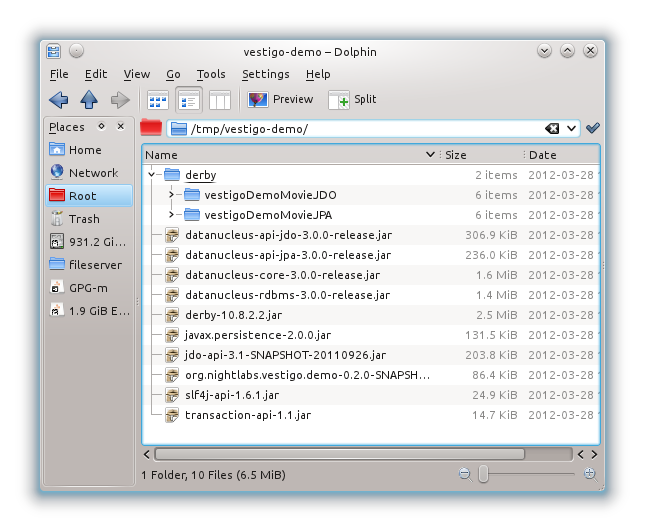 vestigo-demo – Dolphin
File Edit View Go Tools Settings Help
Preview Split
Places
/tmp/vestigo-demo/
Home
Network
Root
Trash
931.2 Gi...
fileserver
GPG-m
1.9 GiB E...
Name Size Date
derby 2 items 2012-03-28
vestigoDemoMovieJDO 6 items 2012-03-28
vestigoDemoMovieJPA 6 items 2012-03-28
datanucleus-api-jdo-3.0.0-release.jar 306.9 KiB 2012-03-28
datanucleus-api-jpa-3.0.0-release.jar 236.0 KiB 2012-03-28
datanucleus-core-3.0.0-release.jar 1.6 MiB 2012-03-28
datanucleus-rdbms-3.0.0-release.jar 1.4 MiB 2012-03-28
derby-10.8.2.2.jar 2.5 MiB 2012-03-28
javax.persistence-2.0.0.jar 131.5 KiB 2012-03-28
jdo-api-3.1-SNAPSHOT-20110926.jar 203.8 KiB 2012-03-28
org.nightlabs.vestigo.demo-0.2.0-SNAPSH... 86.4 KiB 2012-03-28
slf4j-api-1.6.1.jar 24.9 KiB 2012-03-28
transaction-api-1.1.jar 14.7 KiB 2012-03-28
1 Folder, 10 Files (6.5 MiB)